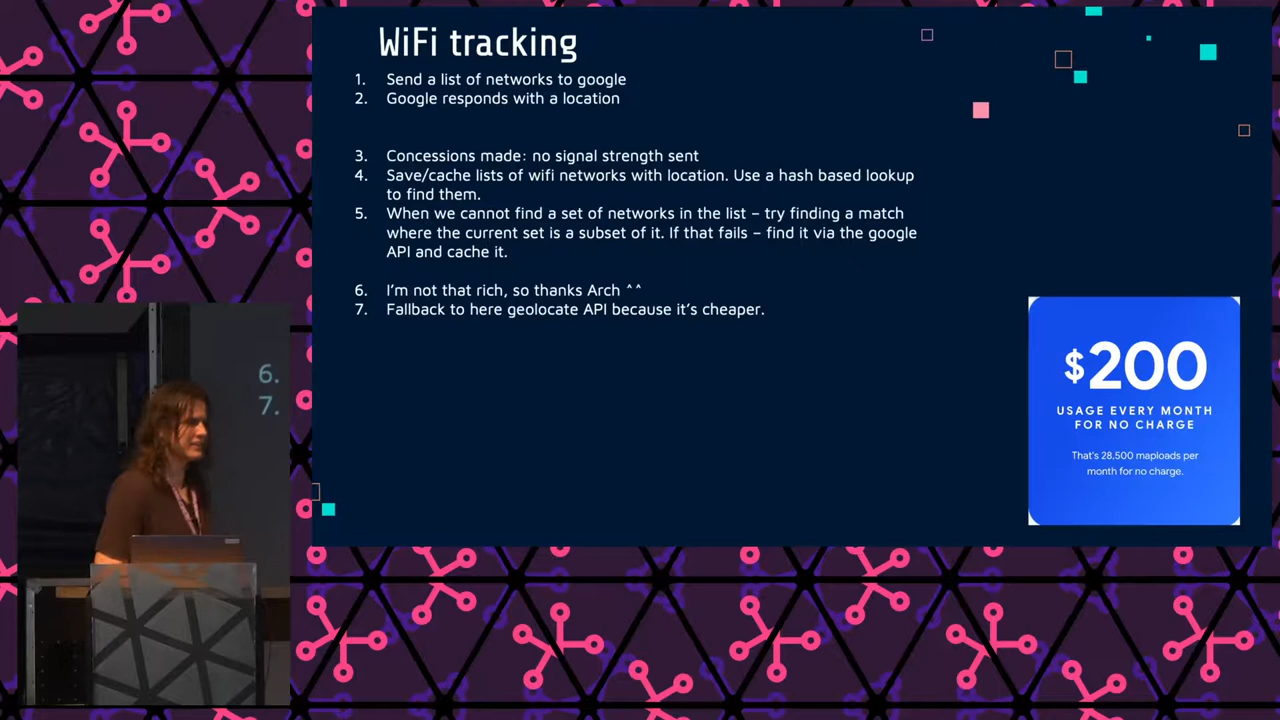 WiFi tracking
1. Send a list of networks to google
2. Google responds with a location
3. Concessions made: no signal strength sent
4. Save/cache lists of wifi networks with location. Use a hash based lookup
to find them.
5. When we cannot find a set of networks in the list – try finding a match
where the current set is a subset of it. If that fails – find it via the google
API and cache it.
6. I'm not that rich, so thanks Arch ^^
7. Fallback to here geolocate API because it's cheaper.
$200
USAGE EVERY MONTH
FOR NO CHARGE
That's 28,500 maploads per
month for no charge.
6.
7.